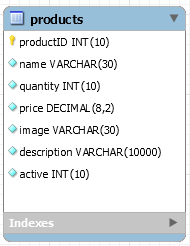 products
productID INT(10)
name VARCHAR(30)
quantity INT(10)
price DECIMAL(8,2)
image VARCHAR(30)
description VARCHAR(10000)
active INT(10)
Indexes